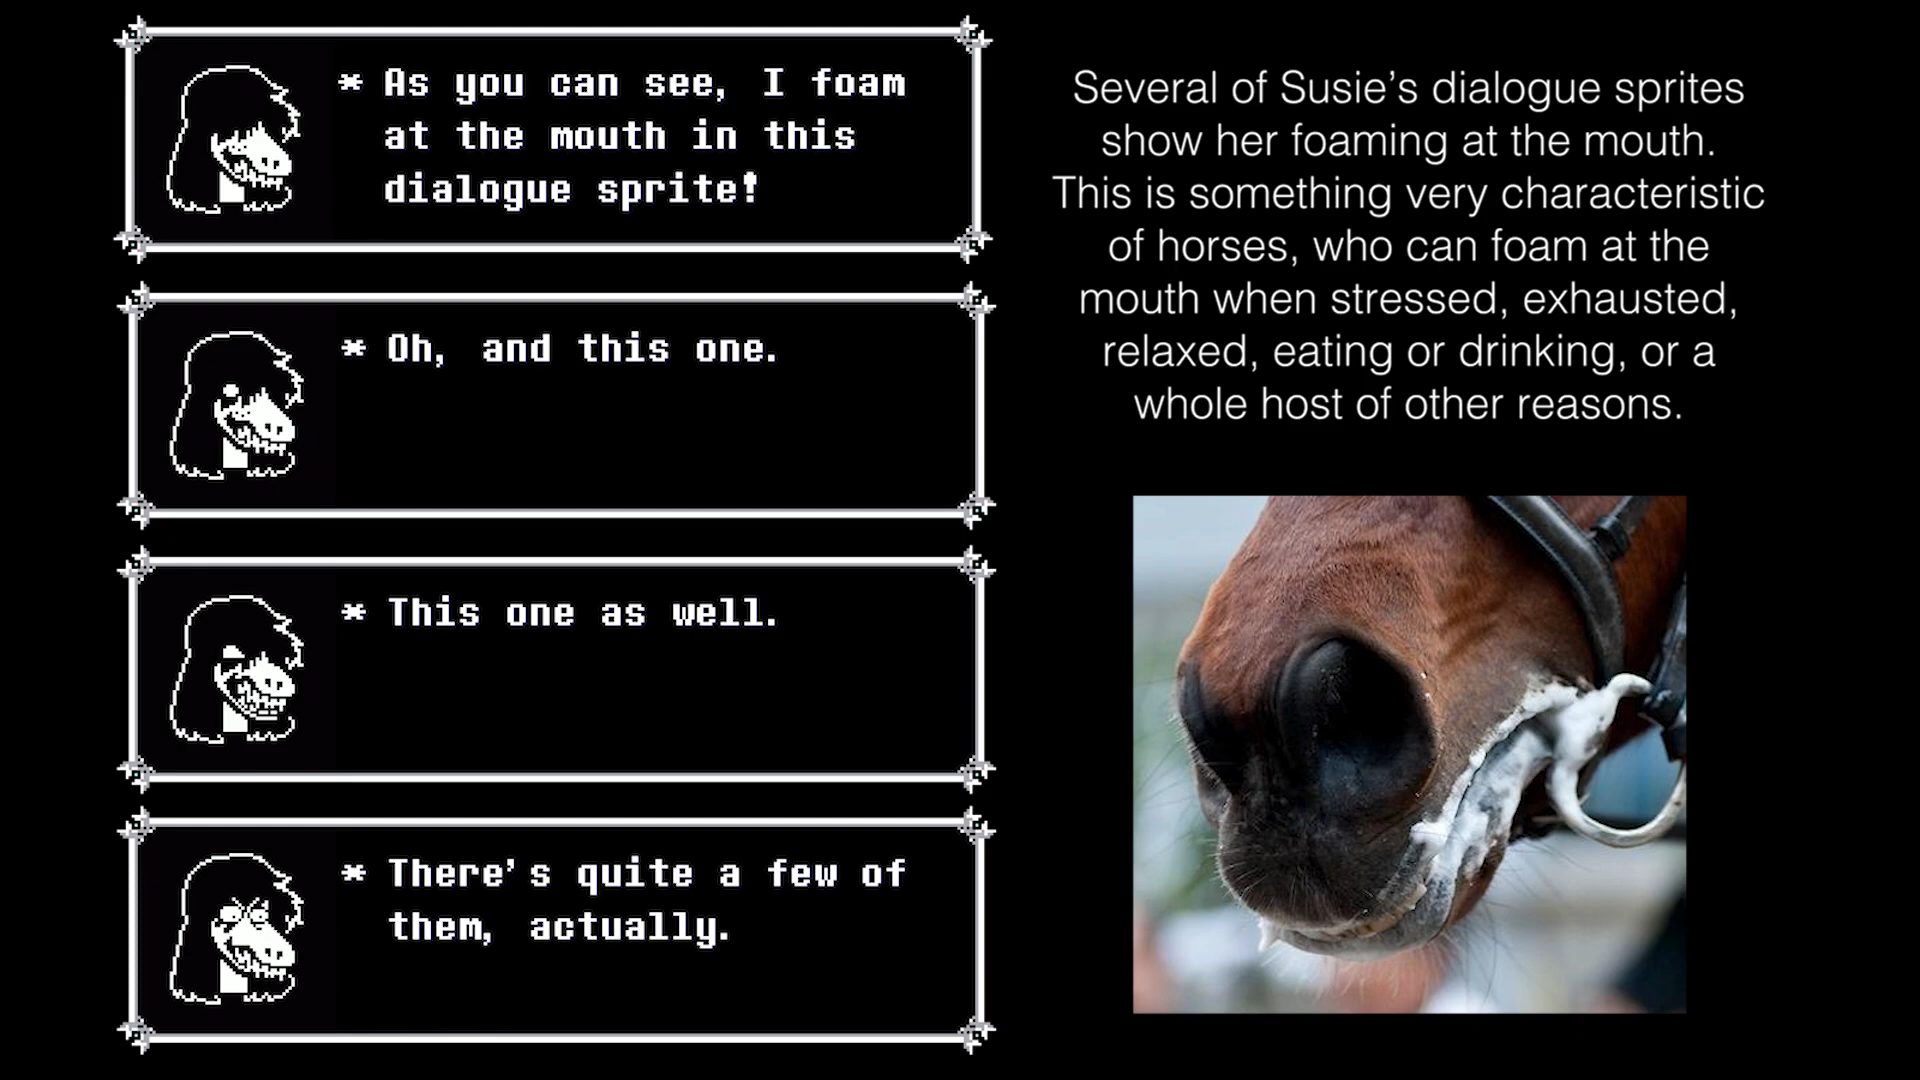 * As you can see, I foam
at the mouth in this
dialogue sprite!
* Oh, and this one.
* This one as well.
* There's quite a few of
them, actually.
Several of Susie’s dialogue sprites
show her foaming at the mouth.
This is something very characteristic
of horses, who can foam at the
mouth when stressed, exhausted,
relaxed, eating or drinking, or a
whole host of other reasons.